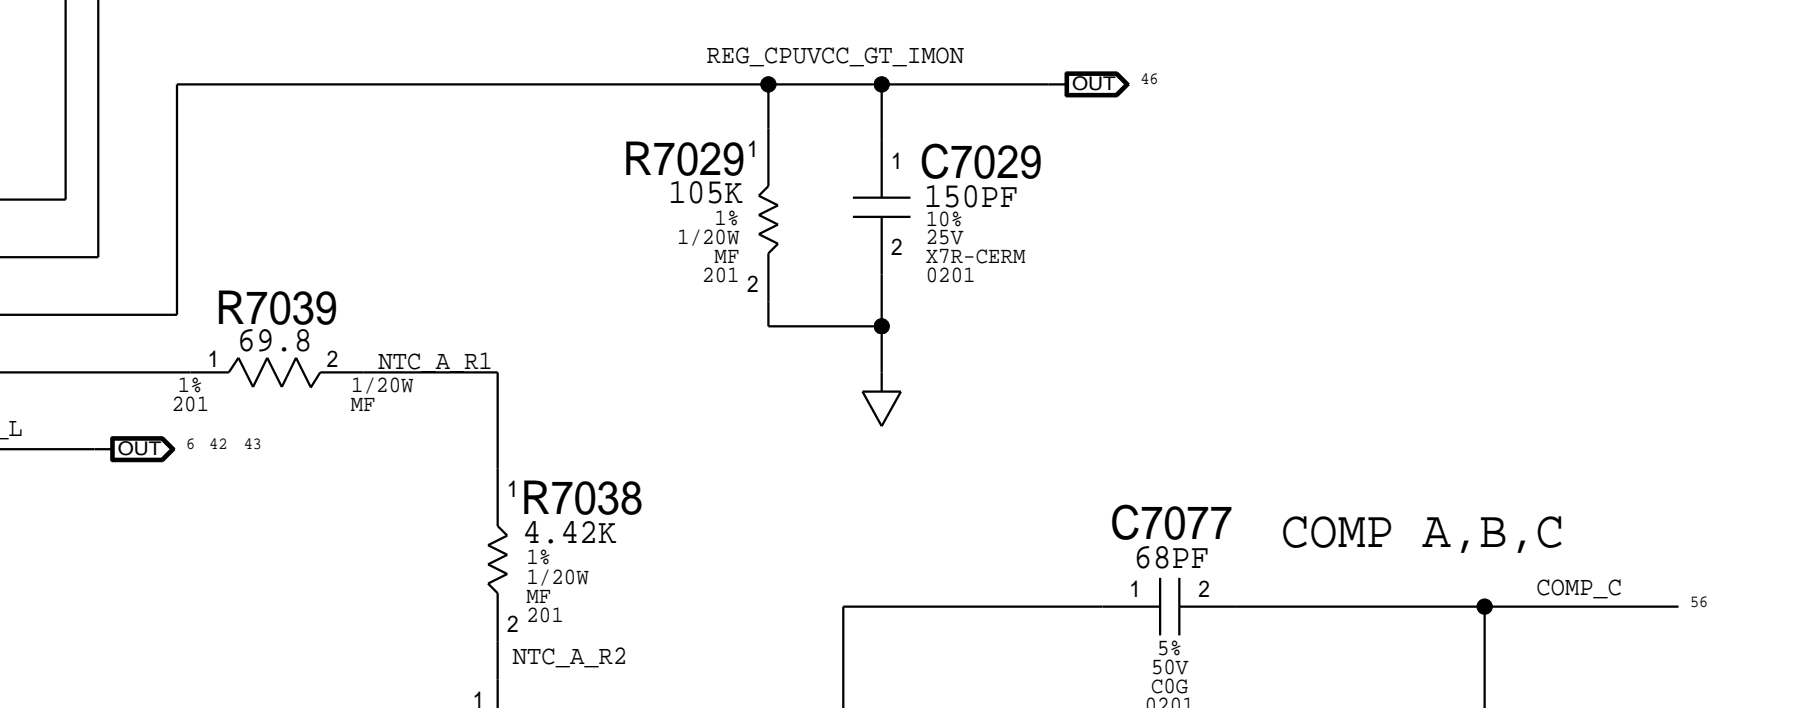 REG_CPUVCC_GT_IMON
OUT 46
R7029 1
105K
1%
1/20W
MF
201
2
1 C7029
150PF
10%
25V
X7R-CERM
0201
2
R7039
69.8
1 2 NTC_A_R1
1%
201
1/20W
MF
_L
OUT 6 42 43
1 R7038
4.42K
1%
1/20W
MF
201
2
NTC_A_R2
1
C7077 COMP A,B,C
68PF
1 2
COMP_C 56
5%
50V
C0G
0201